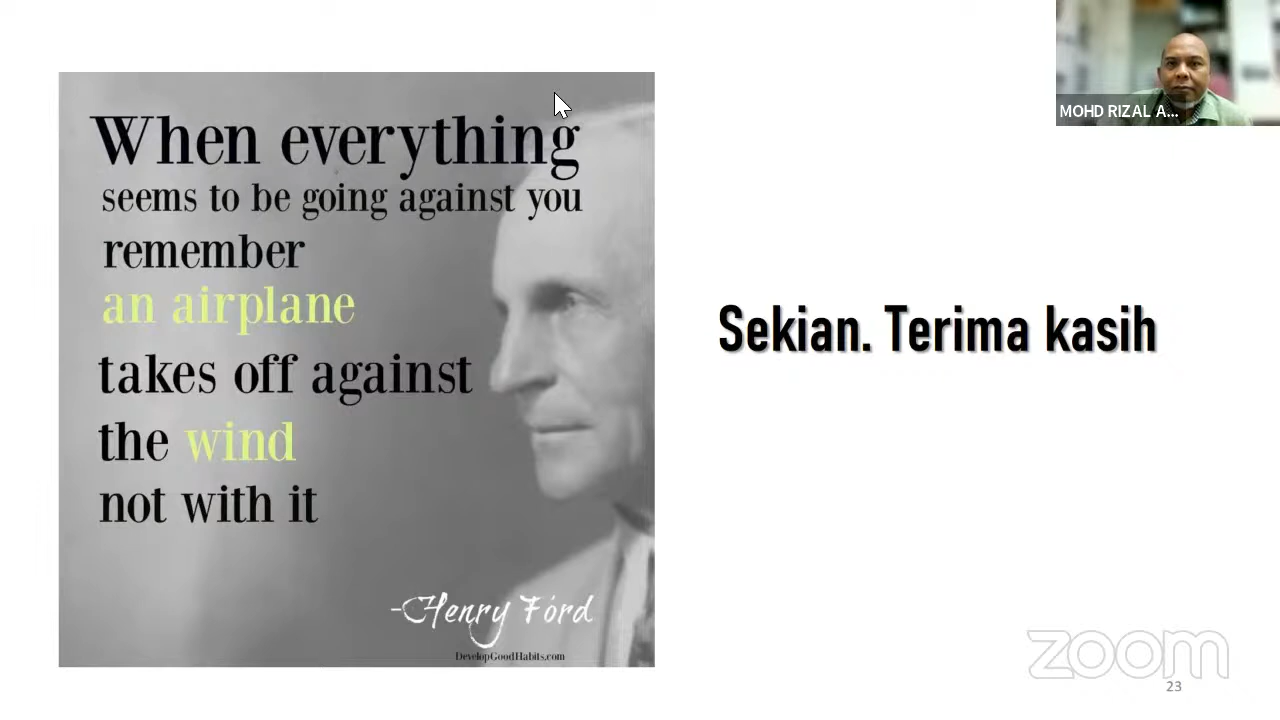 When everything
seems to be going against you
remember
an airplane
takes off against
the wind
not with it
-Henry Ford
DevelopGoodHabits.com
Sekian. Terima kasih
MOHD RIZAL A...
zoom
23